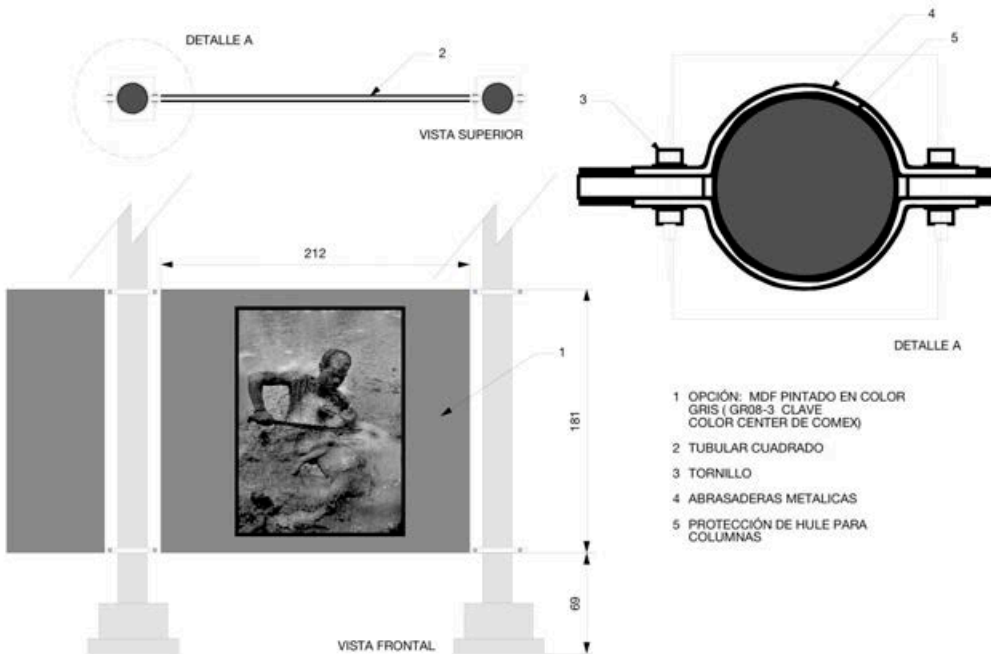 DETALLE A
2
VISTA SUPERIOR
4
5
3
DETALLE A
212
1
181
69
VISTA FRONTAL
1 OPCIÓN: MDF PINTADO EN COLOR
GRIS ( GR08-3 CLAVE
COLOR CENTER DE COMEX)
2 TUBULAR CUADRADO
3 TORNILLO
4 ABRASADERAS METALICAS
5 PROTECCIÓN DE HULE PARA
COLUMNAS